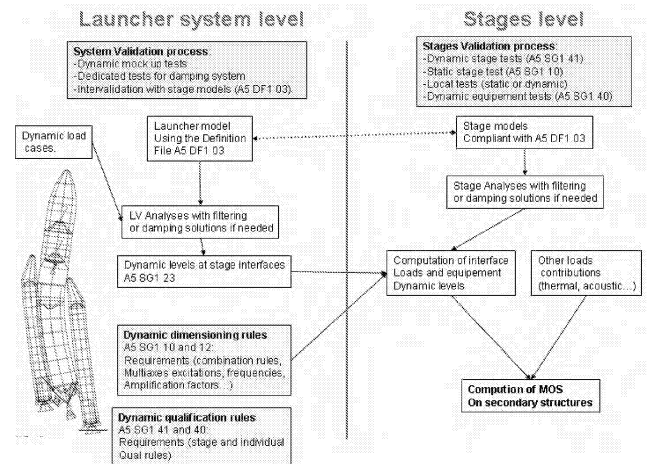 Launcher system level
Stages level
System Validation process:
-Dynamic mock up tests
-Dedicated tests for damping system
-Intervalidation with stage models (A5 DF1 03).
Stages Validation process:
-Dynamic stage tests (A5 SG1 41)
-Static stage test (A5 SG1 10)
-Local tests (static or dynamic)
-Dynamic equipement tests (A5 SG1 40)
Dynamic load
cases.
Launcher model
Using the Definition
File A5 DF1 03
Stage models
Compliant with A5 DF1 03
Stage Analyses with filtering
or damping solutions if needed
LV Analyses with filtering
or damping solutions if needed
Dynamic levels at stage interfaces
A5 SG1 23
Computation of interface
Loads and equipement
Dynamic levels
Other loads
contributions
(thermal, acoustic...)
Dynamic dimensioning rules
A5 SG1 10 and 12:
Requirements (combination rules,
Multiaxes excitations, frequencies,
Amplification factors...)
Compution of MOS
On secondary structures
Dynamic qualification rules
A5 SG1 41 and 40:
Requirements (stage and individual
Qual rules)